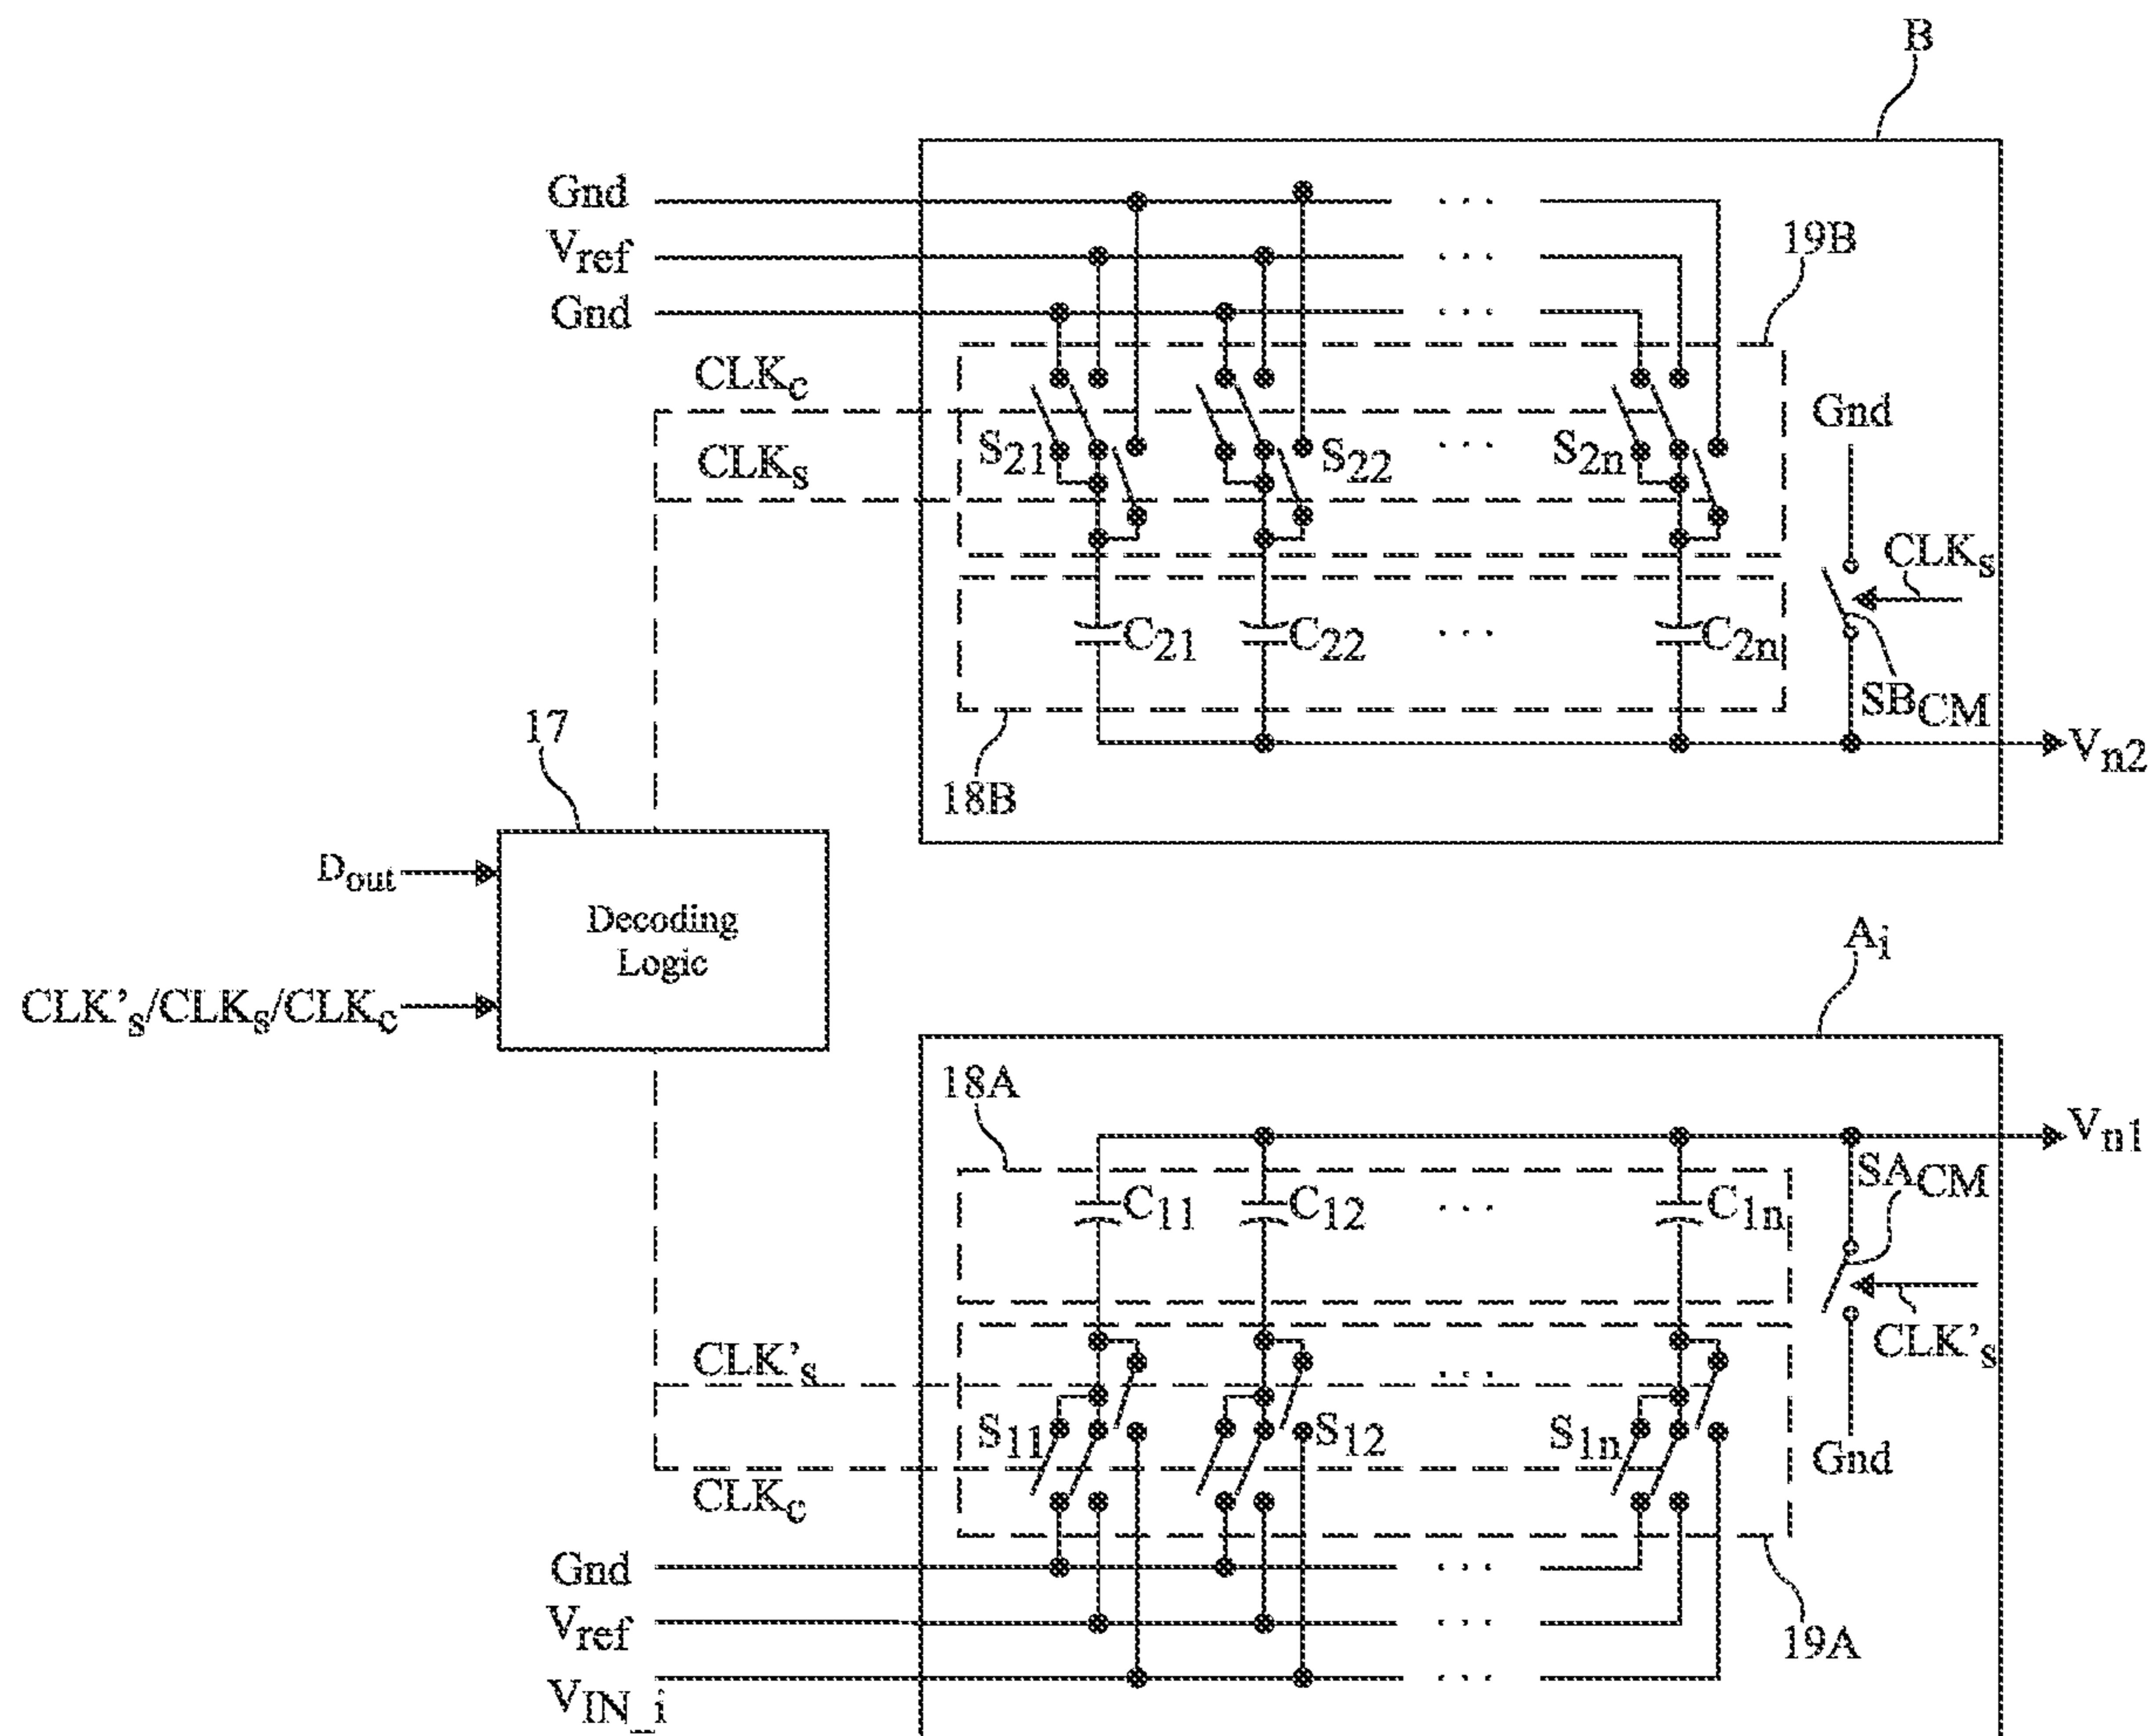 B
Gnd
Vref
Gnd
19B
CLKc
CLKs
S21
S22
. . .
S2n
Gnd
CLKs
C21
C22
. . .
C2n
SBCM
18B
Vn2
17
Dout
Decoding
Logic
CLK's/CLKs/CLKc
Ai
18A
Vn1
C11
C12
. . .
C1n
SACM
CLK's
CLK's
S11
S12
S1n
Gnd
CLKc
Gnd
Vref
VIN_i
19A